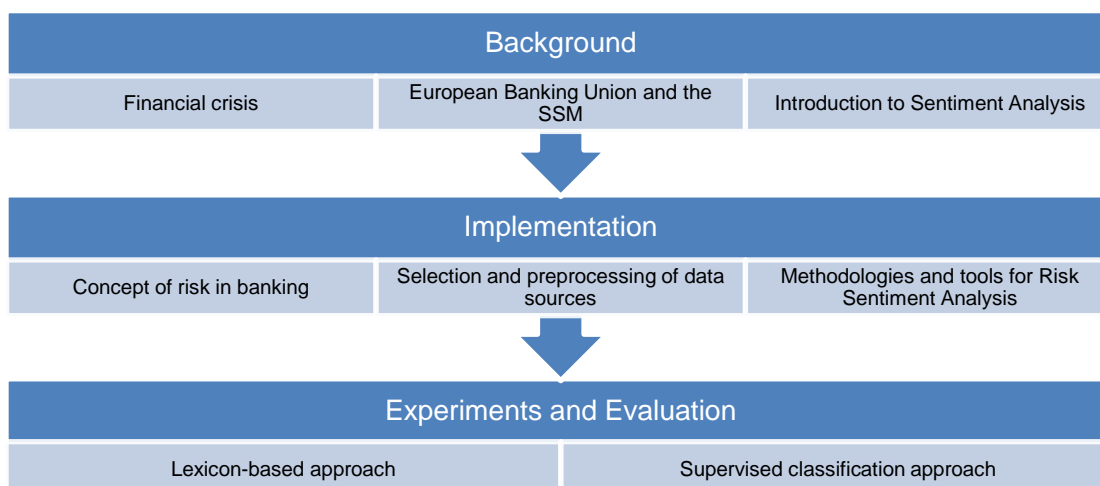 Background
Financial crisis
European Banking Union and the
SSM
Introduction to Sentiment Analysis
Implementation
Concept of risk in banking
Selection and preprocessing of data
sources
Methodologies and tools for Risk
Sentiment Analysis
Experiments and Evaluation
Lexicon-based approach
Supervised classification approach